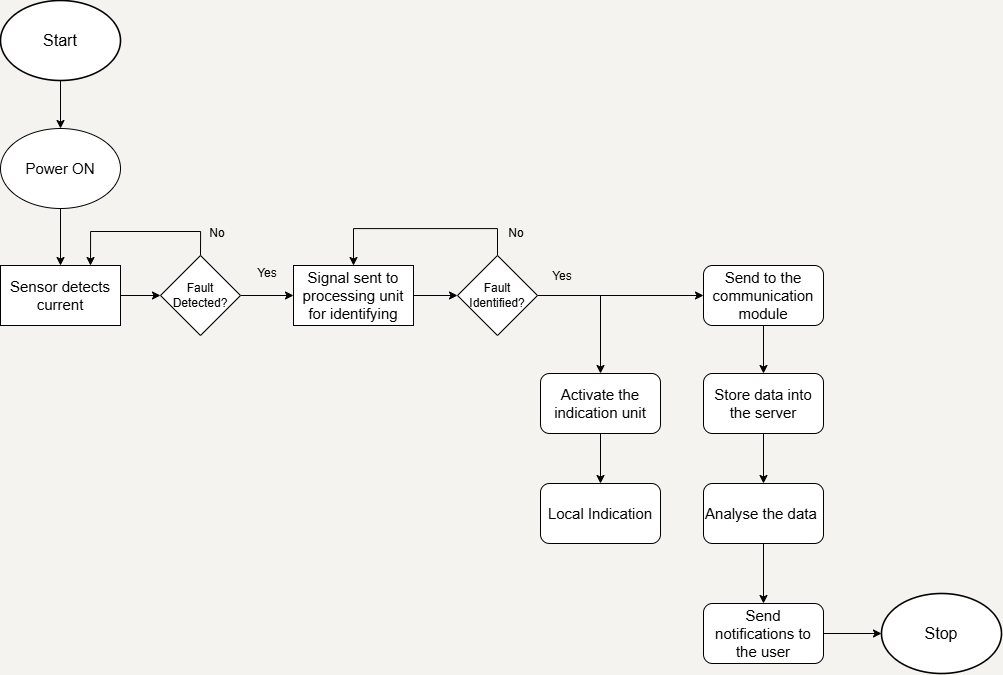 Start
Power ON
No
No
Sensor detects
current
Fault
Detected?
Yes
Signal sent to
processing unit
for identifying
Fault
Identified?
Yes
Send to the
communication
module
Activate the
indication unit
Store data into
the server
Local Indication
Analyse the data
Send
notifications to
the user
Stop